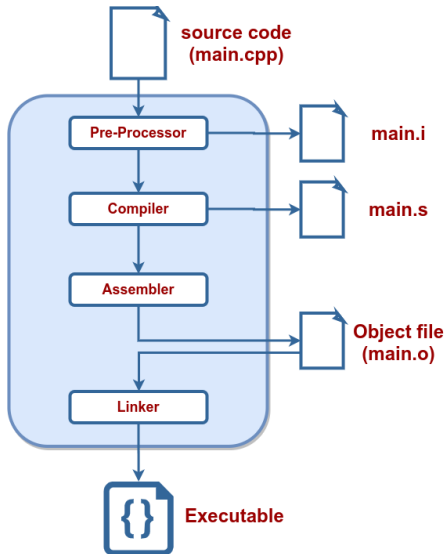 source code
(main.cpp)
Pre-Processor
main.i
Compiler
main.s
Assembler
Object file
(main.o)
Linker
{ }
Executable